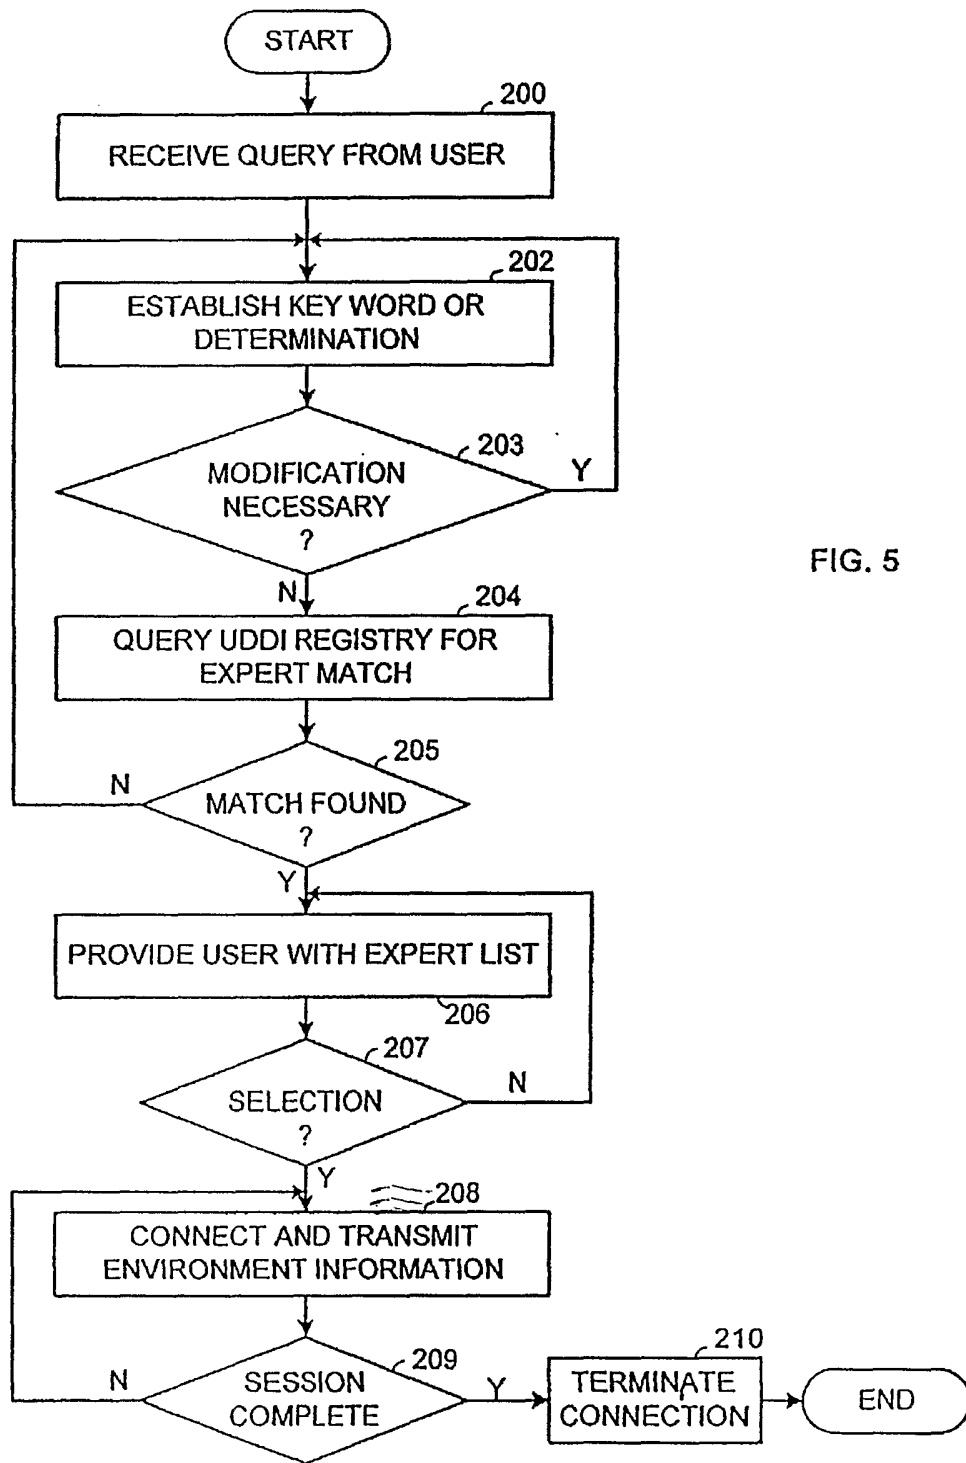 START
200
RECEIVE QUERY FROM USER
202
ESTABLISH KEY WORD OR
DETERMINATION
203
MODIFICATION
NECESSARY
?
Y
N
FIG. 5
204
QUERY UDDI REGISTRY FOR
EXPERT MATCH
205
MATCH FOUND
?
N
Y
PROVIDE USER WITH EXPERT LIST
206
207
SELECTION
?
N
Y
208
CONNECT AND TRANSMIT
ENVIRONMENT INFORMATION
209
SESSION
COMPLETE
N
Y
210
TERMINATE
CONNECTION
END